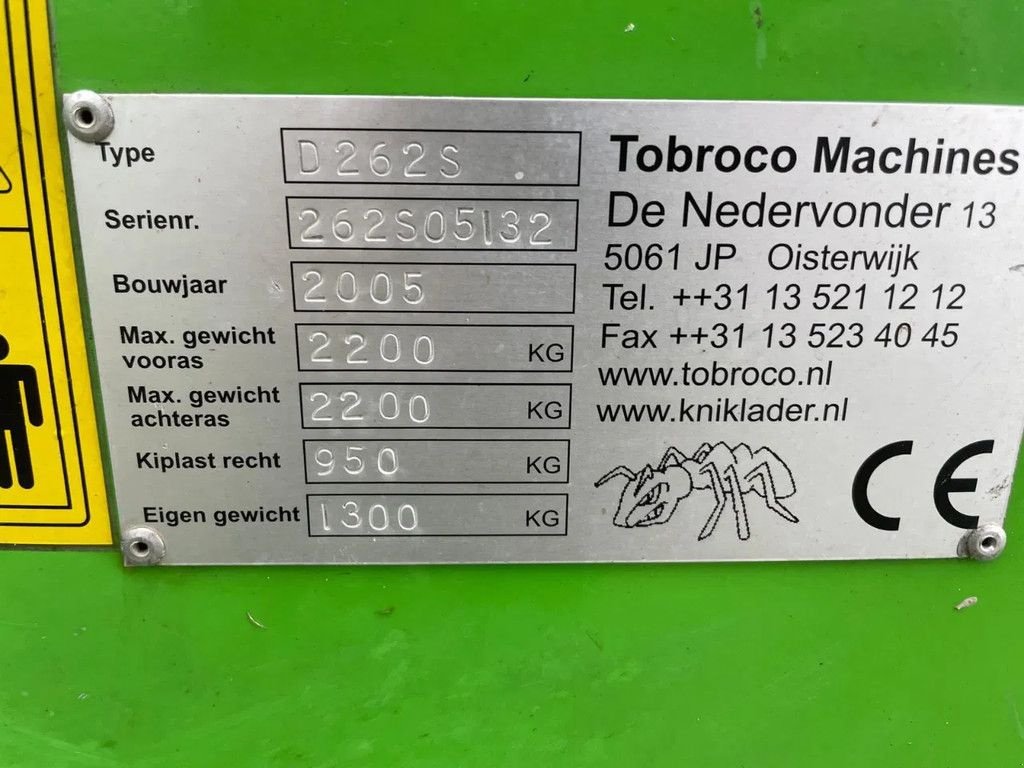 Type D262S
Serienr. 262S05132
Bouwjaar 2005
Max. gewicht
vooras 2200 KG
Max. gewicht
achteras 2200 KG
Kiplast recht 950 KG
Eigen gewicht 1300 KG
Tobroco Machines
De Nedervonder 13
5061 JP Oisterwijk
Tel. ++31 13 521 12 12
Fax ++31 13 523 40 45
www.tobroco.nl
www.kniklader.nl
CE